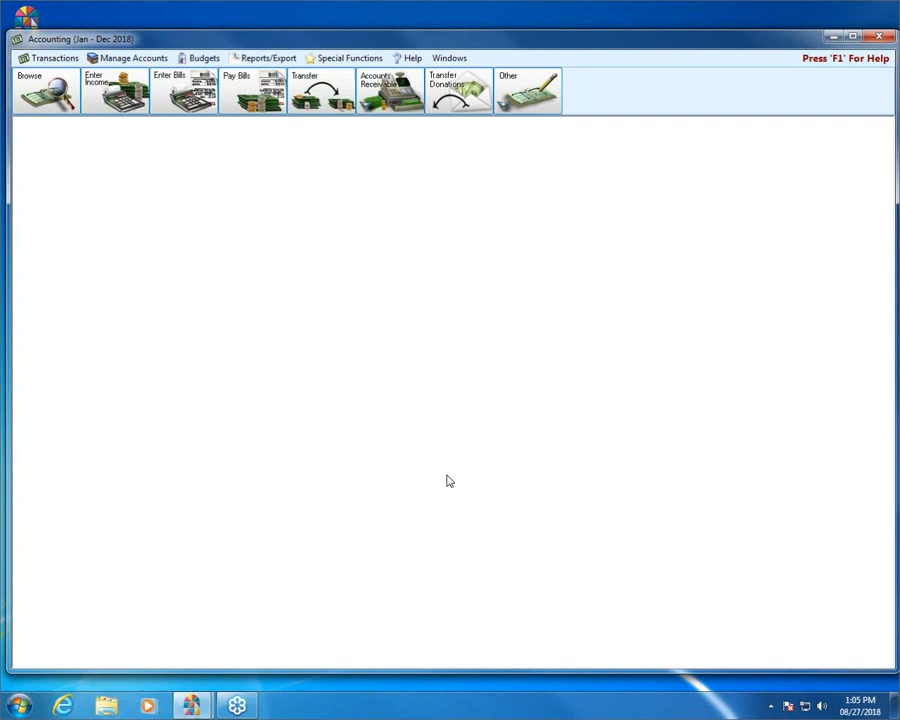 Accounting (Jan - Dec 2018)
Transactions Manage Accounts Budgets Reports/Export Special Functions Help Windows Press 'F1' For Help
Browse
Enter Income
Enter Bills
Pay Bills
Transfer
Accounts Receivable
Transfer Donations
Other
1:05 PM
08/27/2018